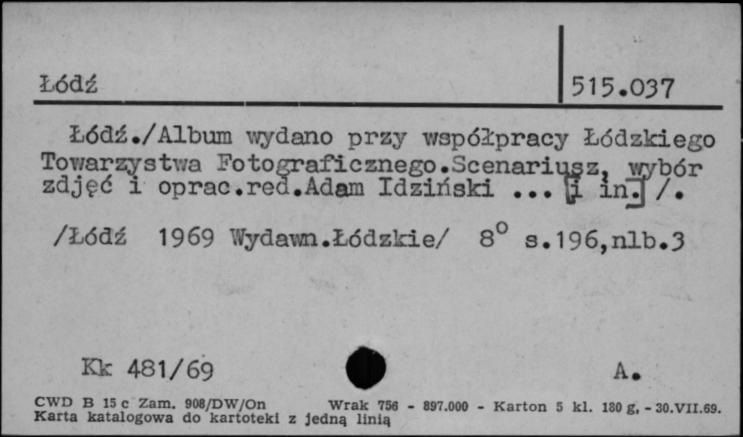 Łódź 515.037
Łódź./Album wydano przy współpracy Łódzkiego
Towarzystwa Fotograficznego.Scenariusz, wybór
zdjęć i oprac.red.Adam Idziński ... [i in.] /.
/Łódź 1969 Wydawn.Łódzkie/ 8° s.196,nlb.3
Kk 481/69 A.
CWD B 15 c Zam. 908/DW/On Wrak 756 - 897.000 - Karton 5 kl. 180 g, - 30.VII.69.
Karta katalogowa do kartoteki z jedną linią